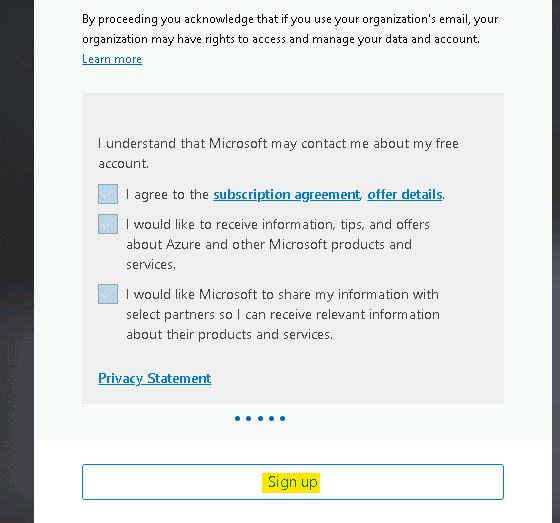 By proceeding you acknowledge that if you use your organization's email, your
organization may have rights to access and manage your data and account.
Learn more
I understand that Microsoft may contact me about my free
account.
I agree to the subscription agreement, offer details.
I would like to receive information, tips, and offers
about Azure and other Microsoft products and
services.
I would like Microsoft to share my information with
select partners so I can receive relevant information
about their products and services.
Privacy Statement
Sign up